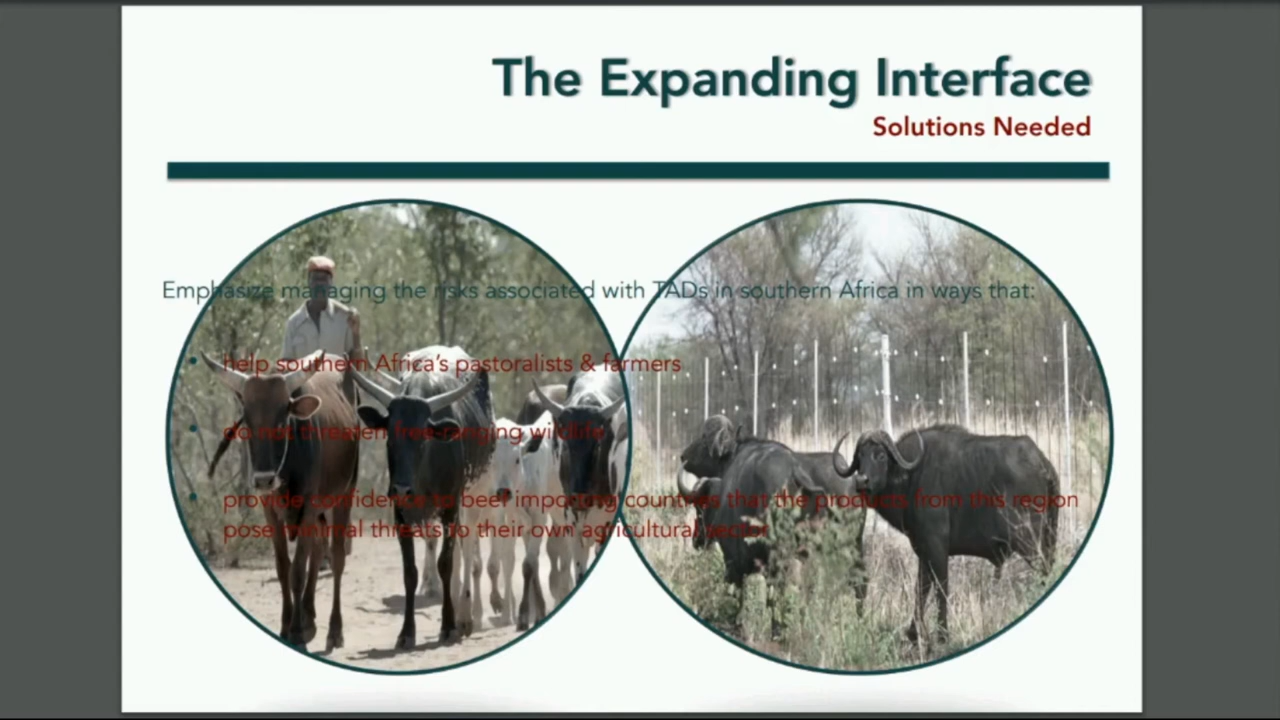 The Expanding Interface
Solutions Needed
Emphasize managing the risks associated with TADs in southern Africa in ways that:
• help southern Africa's pastoralists & farmers
• do not threaten free-ranging wildlife
• provide confidence to beef importing countries that the products from this region
pose minimal threats to their own agricultural sector